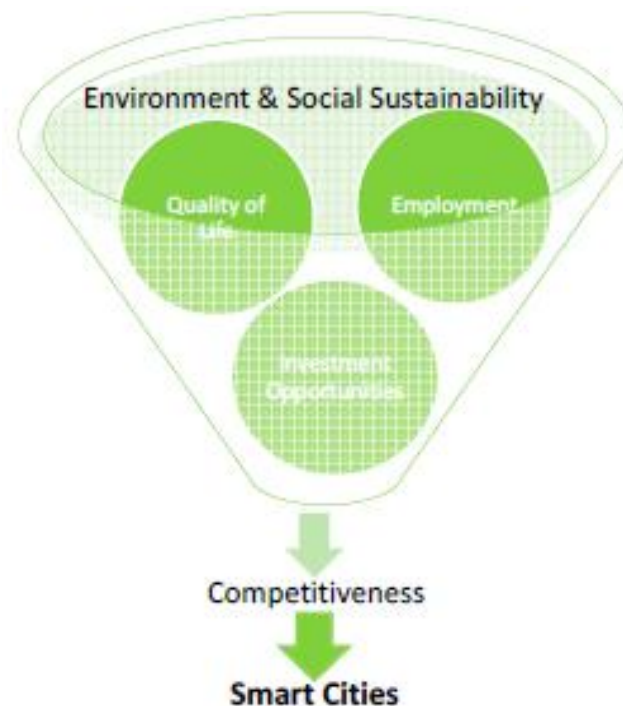 Environment & Social Sustainability
Quality of
Life
Employment
Investment
Opportunities
Competitiveness
Smart Cities